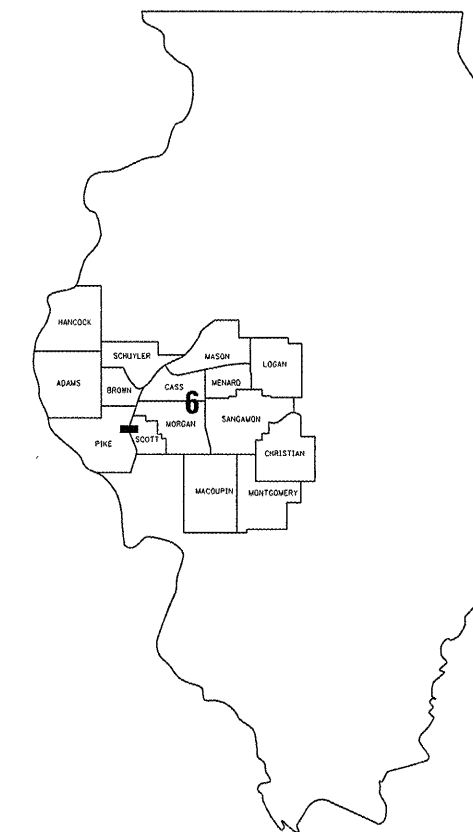 HANCOCK
SCHUYLER
MASON
LOGAN
ADAMS
BROWN
CASS
MENARD
6
MORGAN
SANGAMON
PIKE
SCOTT
CHRISTIAN
MACOUPIN
MONTGOMERY